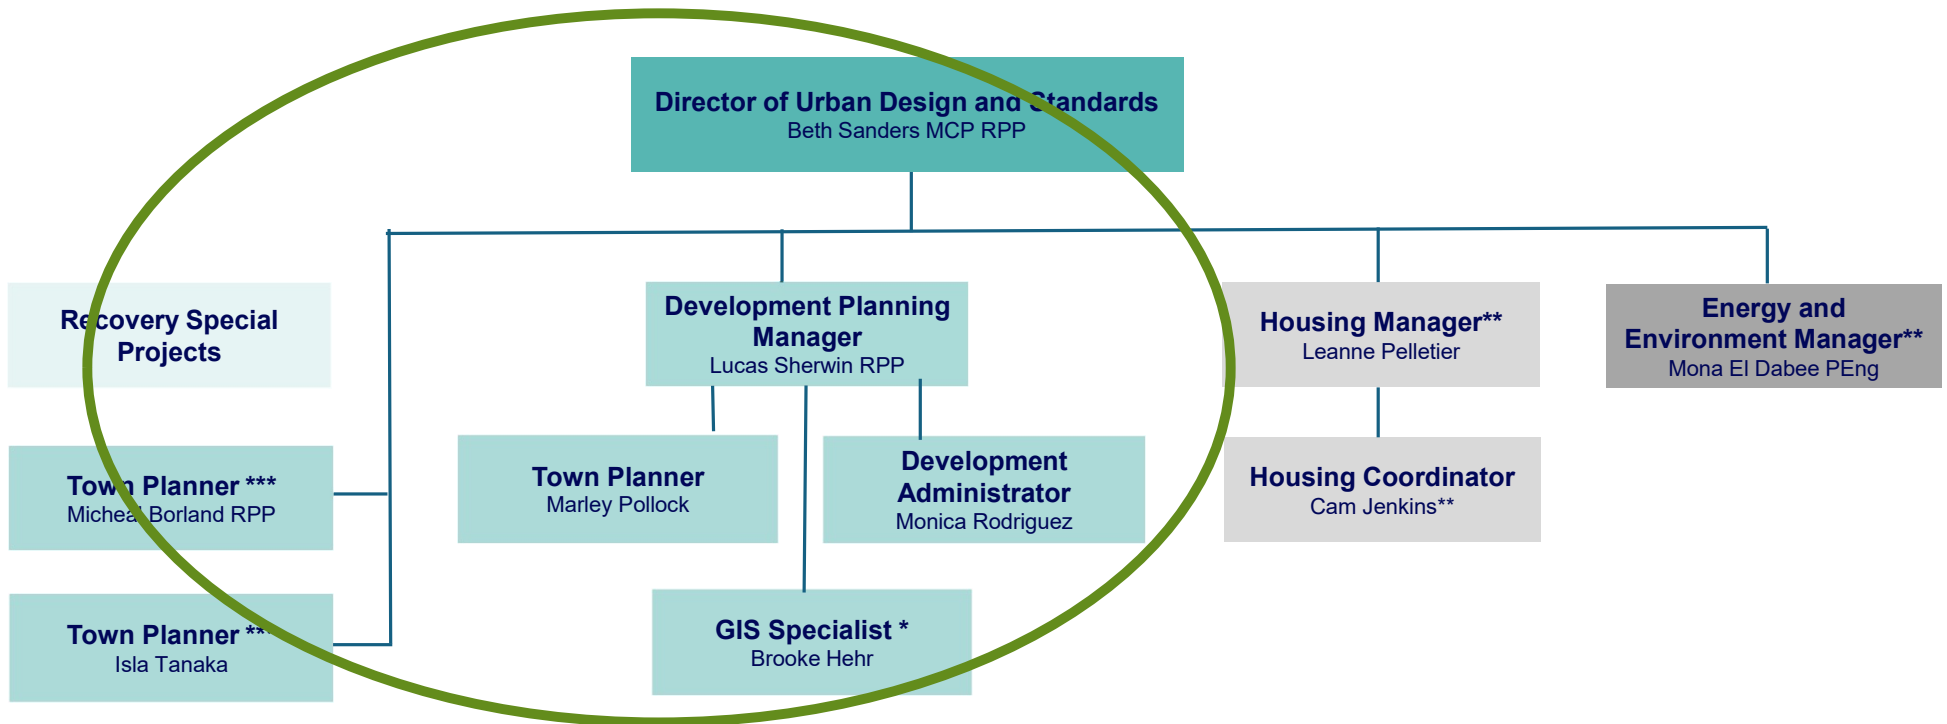 Director of Urban Design and Standards
Beth Sanders MCP RPP
Recovery Special
Projects
Development Planning
Manager
Lucas Sherwin RPP
Housing Manager**
Leanne Pelletier
Energy and
Environment Manager**
Mona El Dabee PEng
Town Planner ***
Micheal Borland RPP
Town Planner
Marley Pollock
Development
Administrator
Monica Rodriguez
Housing Coordinator
Cam Jenkins**
Town Planner ***
Isla Tanaka
GIS Specialist *
Brooke Hehr